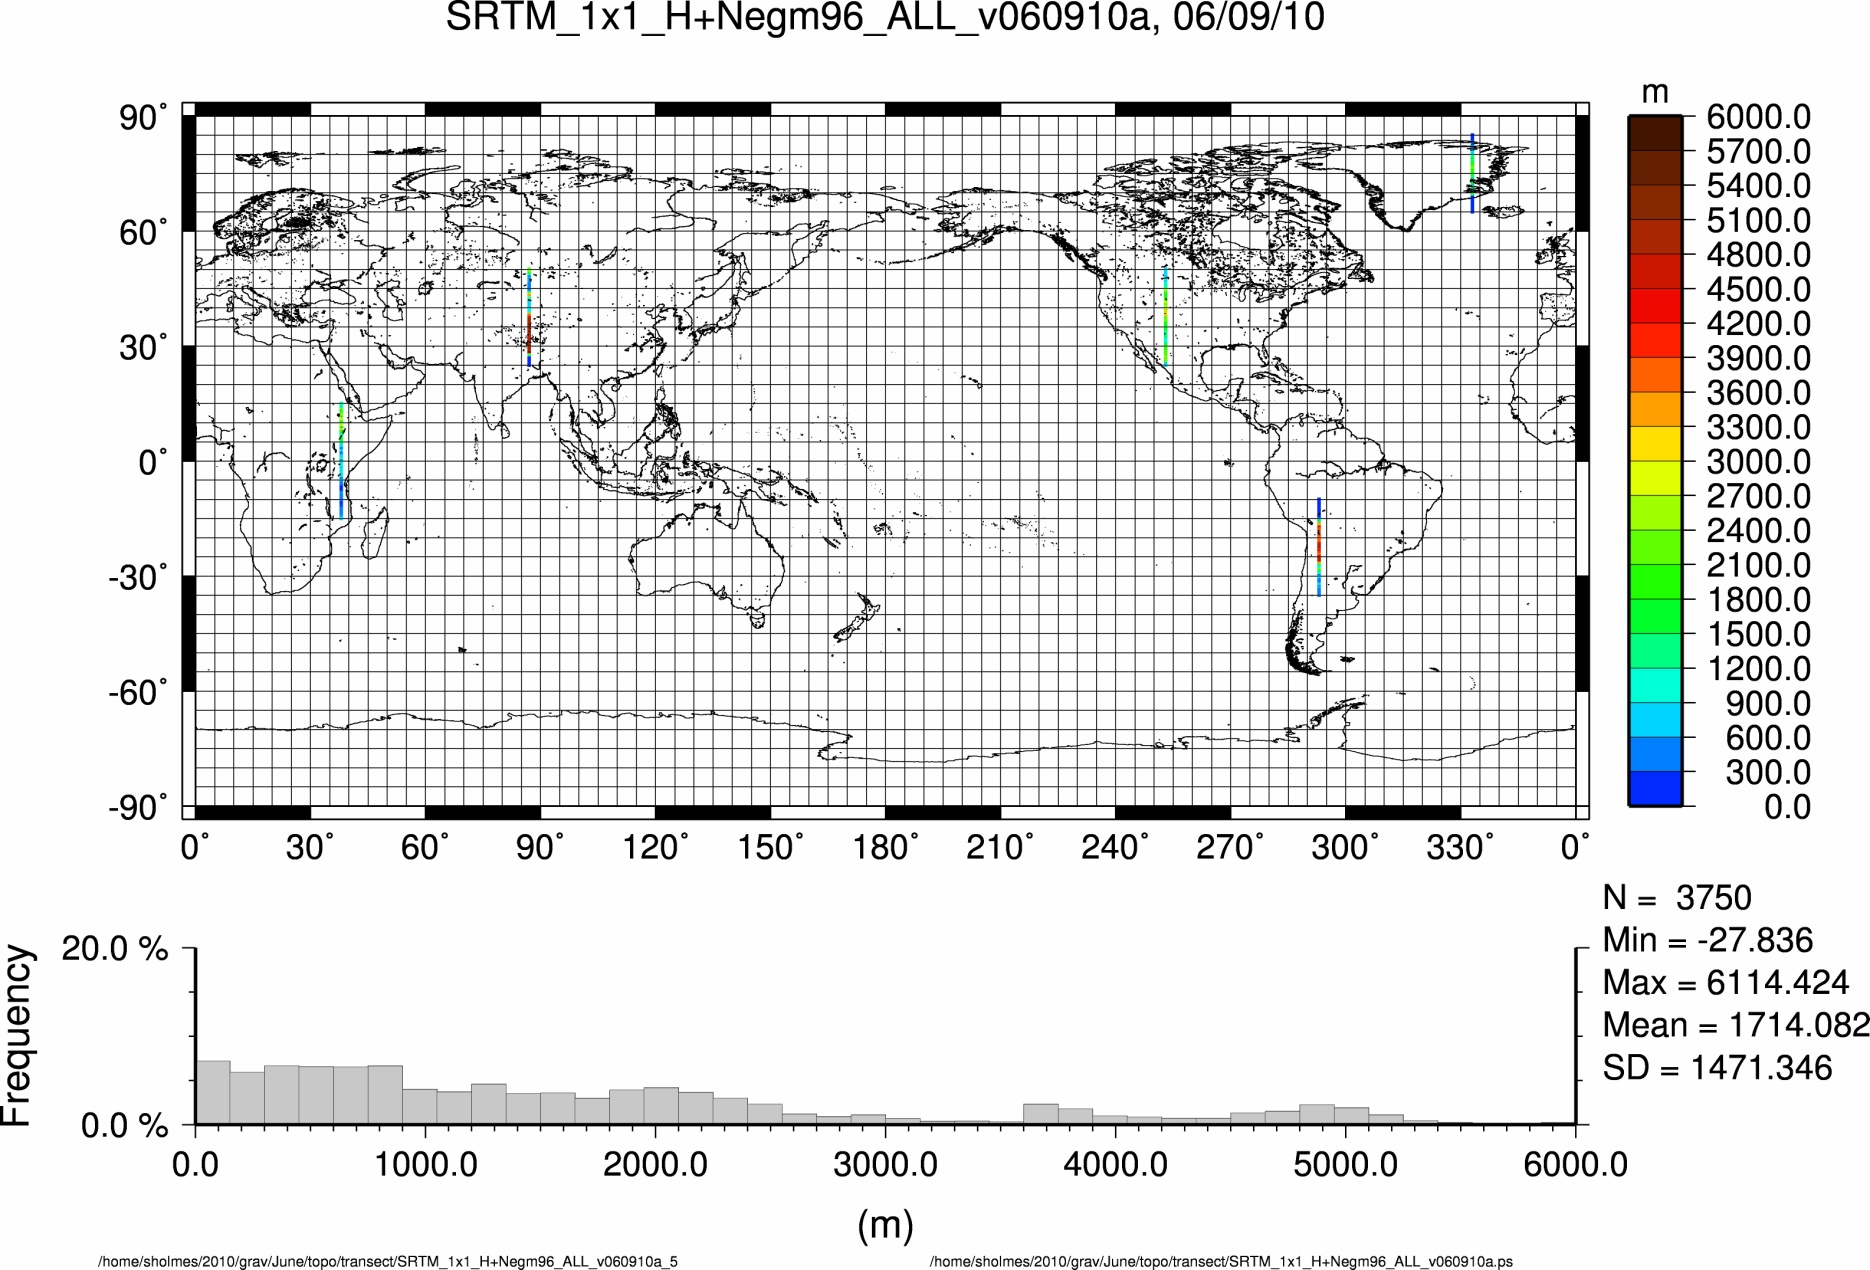 SRTM_1x1_H+Negm96_ALL_v060910a, 06/09/10
m
90˚
60˚
30˚
0˚
-30˚
-60˚
-90˚
0˚ 30˚ 60˚ 90˚ 120˚ 150˚ 180˚ 210˚ 240˚ 270˚ 300˚ 330˚ 0˚
6000.0
5700.0
5400.0
5100.0
4800.0
4500.0
4200.0
3900.0
3600.0
3300.0
3000.0
2700.0
2400.0
2100.0
1800.0
1500.0
1200.0
900.0
600.0
300.0
0.0
N = 3750
Min = -27.836
Max = 6114.424
Mean = 1714.082
SD = 1471.346
Frequency
20.0 %
0.0 %
0.0 1000.0 2000.0 3000.0 4000.0 5000.0 6000.0
(m)
/home/sholmes/2010/grav/June/topo/transect/SRTM_1x1_H+Negm96_ALL_v060910a_5
/home/sholmes/2010/grav/June/topo/transect/SRTM_1x1_H+Negm96_ALL_v060910a.ps